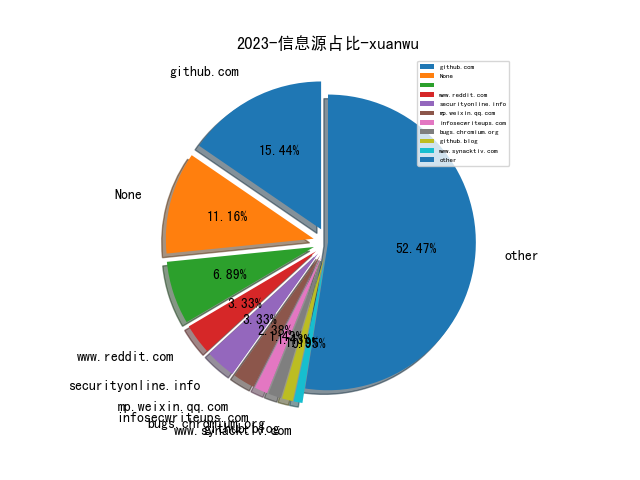 2023-信息源占比-xuanwu
github.com
None
www.reddit.com
securityonline.info
mp.weixin.qq.com
infosecwriteups.com
bugs.chromium.org
github.blog
www.synacktiv.com
other
github.com
15.44%
None
11.16%
52.47%
other
6.89%
3.33%
3.33%
2.38%
www.reddit.com
securityonline.info
mp.weixin.qq.com
infosecwriteups.com
bugs.chromium.org
github.blog
www.synacktiv.com